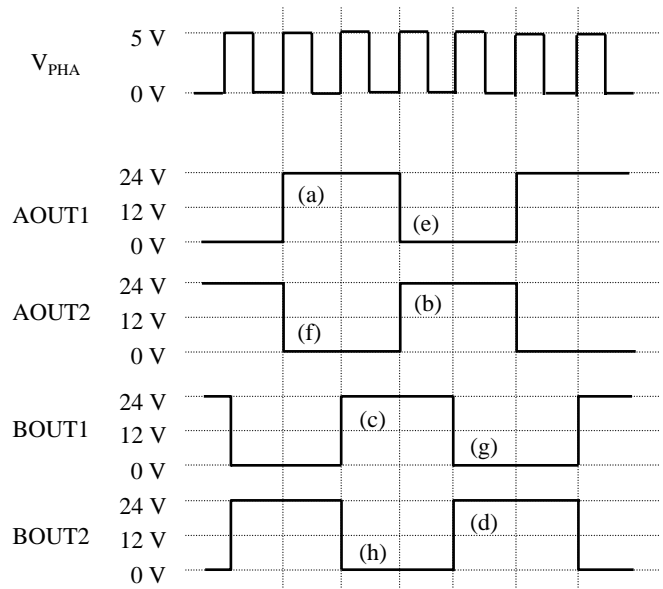 5 V
V_PHA
0 V
24 V
(a)
AOUT1
12 V
(e)
0 V
24 V
AOUT2
(b)
12 V
(f)
0 V
24 V
BOUT1
(c)
12 V
(g)
0 V
24 V
(d)
BOUT2
12 V
(h)
0 V